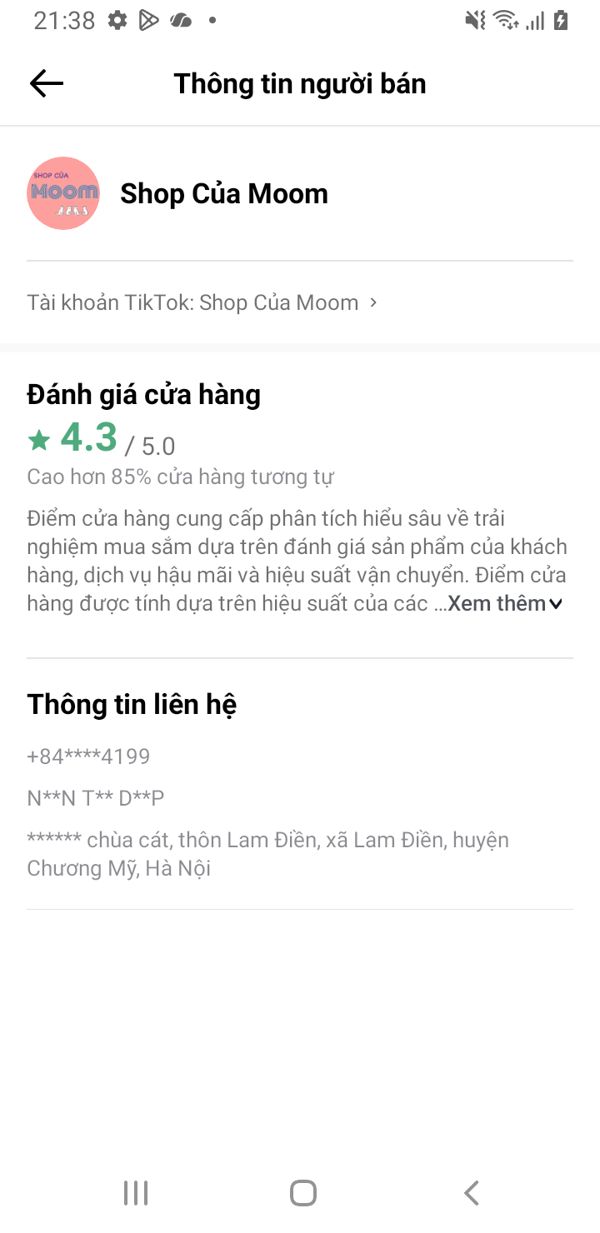 21:38
Thông tin người bán
SHOP CỦA
Moom
Shop Của Moom
Tài khoản TikTok: Shop Của Moom
Đánh giá cửa hàng
4.3 / 5.0
Cao hơn 85% cửa hàng tương tự
Điểm cửa hàng cung cấp phân tích hiểu sâu về trải
nghiệm mua sắm dựa trên đánh giá sản phẩm của khách
hàng, dịch vụ hậu mãi và hiệu suất vận chuyển. Điểm cửa
hàng được tính dựa trên hiệu suất của các ...Xem thêm
Thông tin liên hệ
+84****4199
N**N T** D**P
****** chùa cát, thôn Lam Điền, xã Lam Điền, huyện
Chương Mỹ, Hà Nội